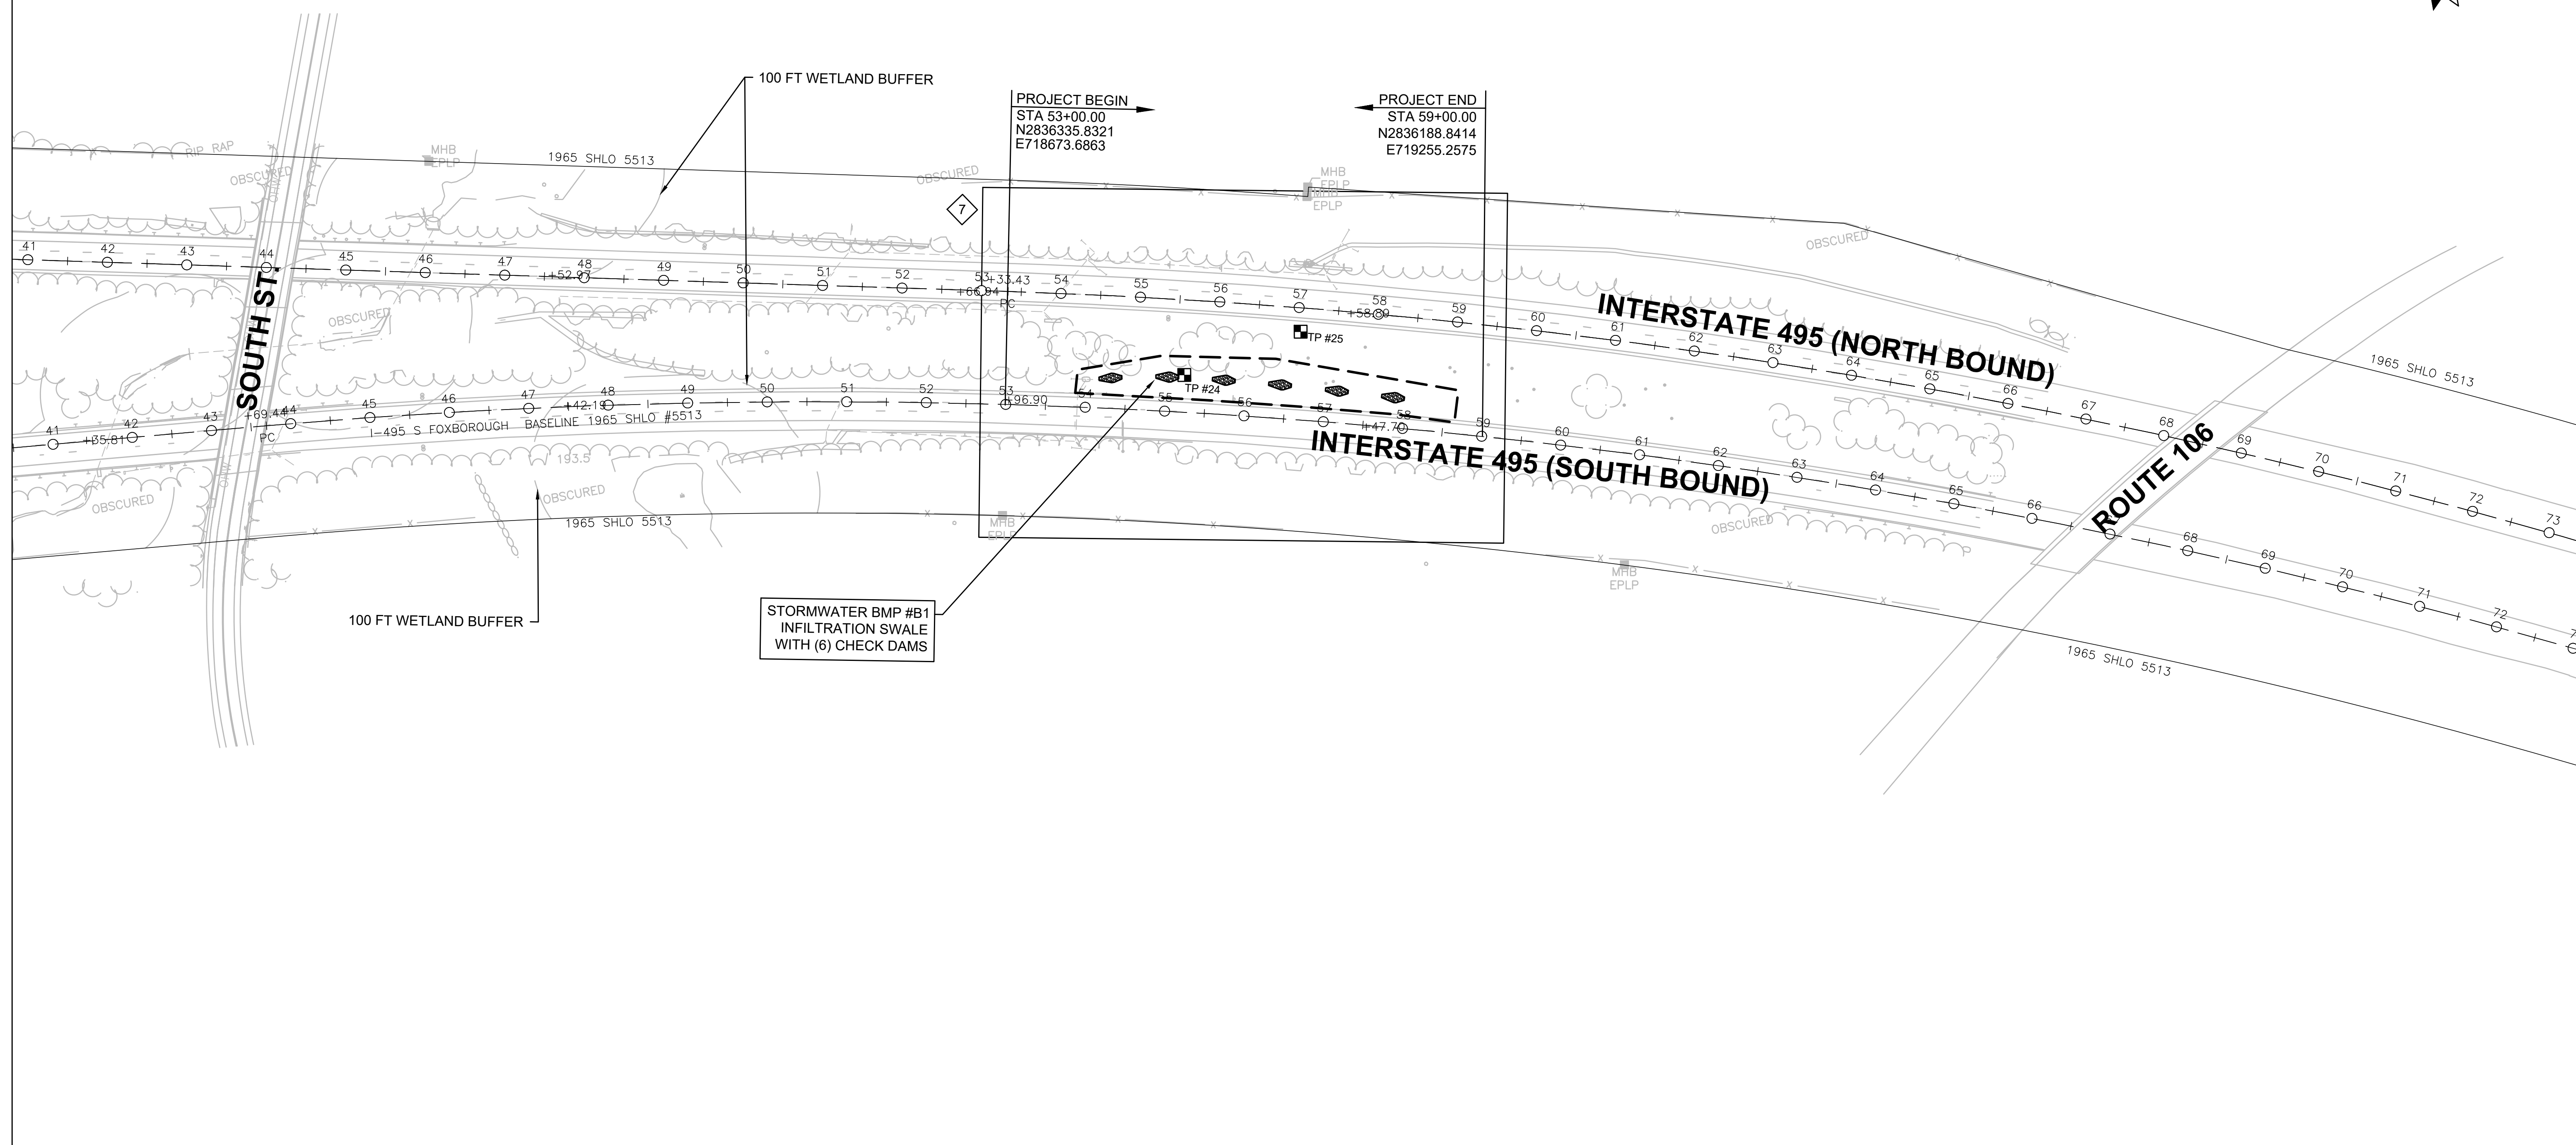 100 FT WETLAND BUFFER
PROJECT BEGIN
STA 53+00.00
N2836335.8321
E718673.6863
PROJECT END
STA 59+00.00
N2836188.8414
E719255.2575
RIP RAP
MHB
EPLP
1965 SHLO 5513
OBSCURED
OBSCURED
MHB
EPLP
MHB
EPLP
7
OBSCURED
41 42 43 44 45 46 47 48 49 50 51 52 53 54 55 56 57 58 59 60 61 62 63 64 65 66 67 68 69 70 71 72 73
+52.97
+33.43
PC
+58.89
INTERSTATE 495 (NORTH BOUND)
SOUTH ST.
OBSCURED
TP #25
TP #24
1965 SHLO 5513
41 42 43 44 45 46 47 48 49 50 51 52 53 54 55 56 57 58 59 60 61 62 63 64 65 66 68 69 70 71 72
+35.81
+69.44
PC
+42.19
+96.90
+47.70
I-495 S FOXBOROUGH BASELINE 1965 SHLO #5513
INTERSTATE 495 (SOUTH BOUND)
ROUTE 106
193.5
OBSCURED
OBSCURED
OBSCURED
1965 SHLO 5513
MHB
EPLP
MHB
EPLP
100 FT WETLAND BUFFER
STORMWATER BMP #B1
INFILTRATION SWALE
WITH (6) CHECK DAMS
1965 SHLO 5513